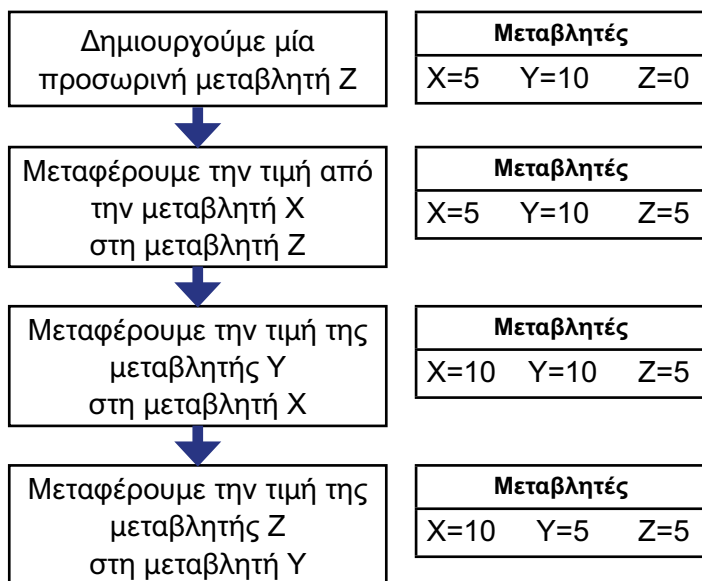 Δημιουργούμε μία
προσωρινή μεταβλητή Ζ
Μεταβλητές
X=5 Y=10 Z=0
Μεταφέρουμε την τιμή από
την μεταβλητή Χ
στη μεταβλητή Ζ
Μεταβλητές
X=5 Y=10 Z=5
Μεταφέρουμε την τιμή της
μεταβλητής Υ
στη μεταβλητή Χ
Μεταβλητές
X=10 Y=10 Z=5
Μεταφέρουμε την τιμή της
μεταβλητής Ζ
στη μεταβλητή Υ
Μεταβλητές
X=10 Y=5 Z=5